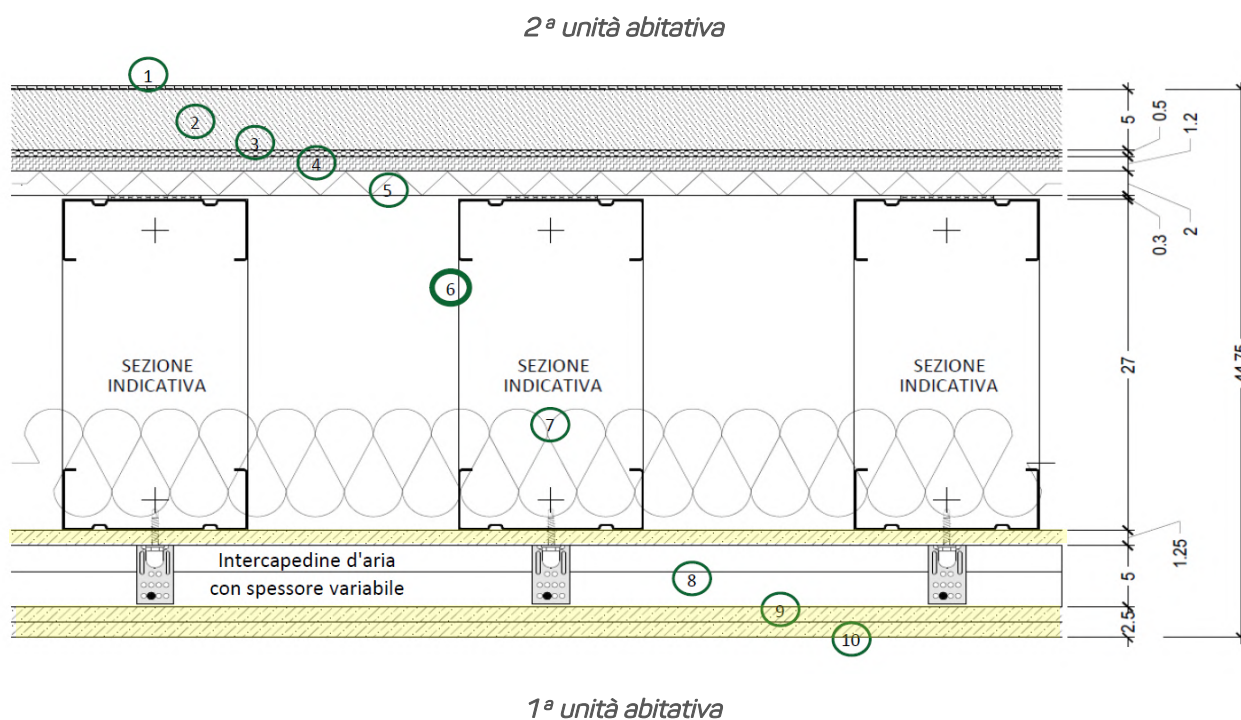 2ª unità abitativa
1
2
3
4
5
5
0.5
1.2
0.3
2
6
SEZIONE
INDICATIVA
SEZIONE
INDICATIVA
SEZIONE
INDICATIVA
27
44.75
7
Intercapedine d'aria
con spessore variabile
8
5
1.25
9
2.5
10
1ª unità abitativa